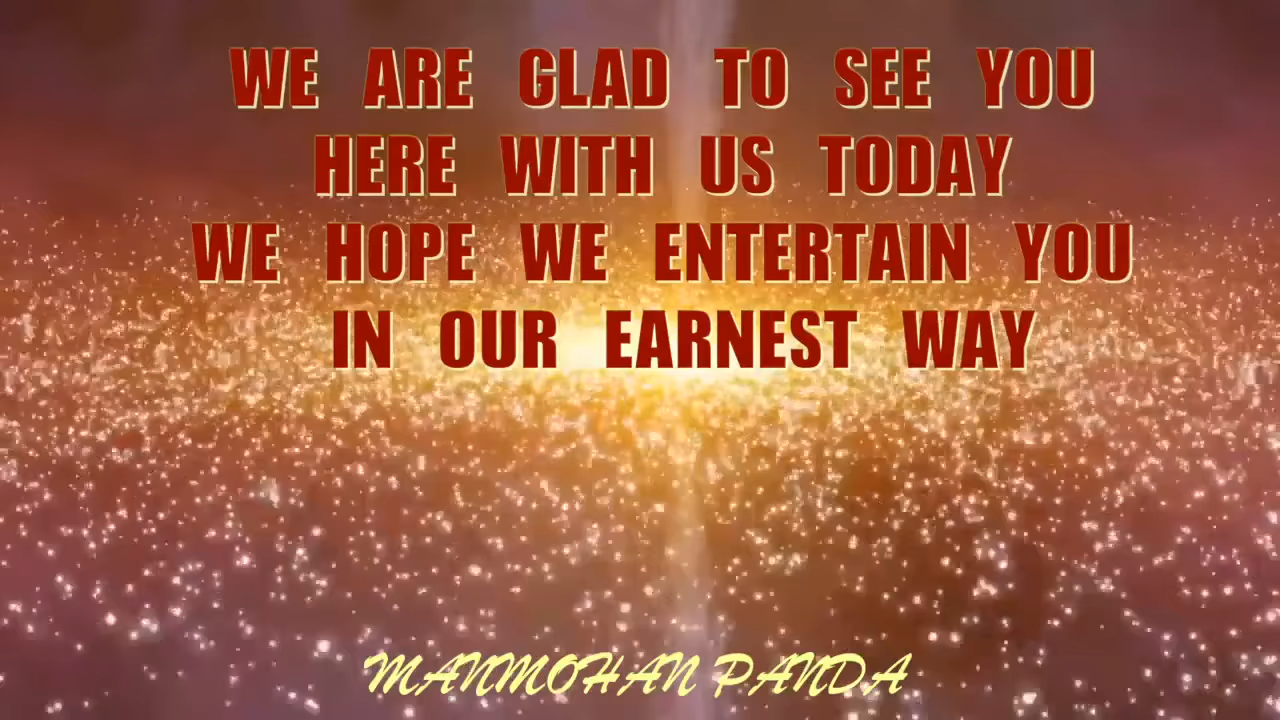 WE ARE GLAD TO SEE YOU
HERE WITH US TODAY
WE HOPE WE ENTERTAIN YOU
IN OUR EARNEST WAY
MANMOHAN PANDA